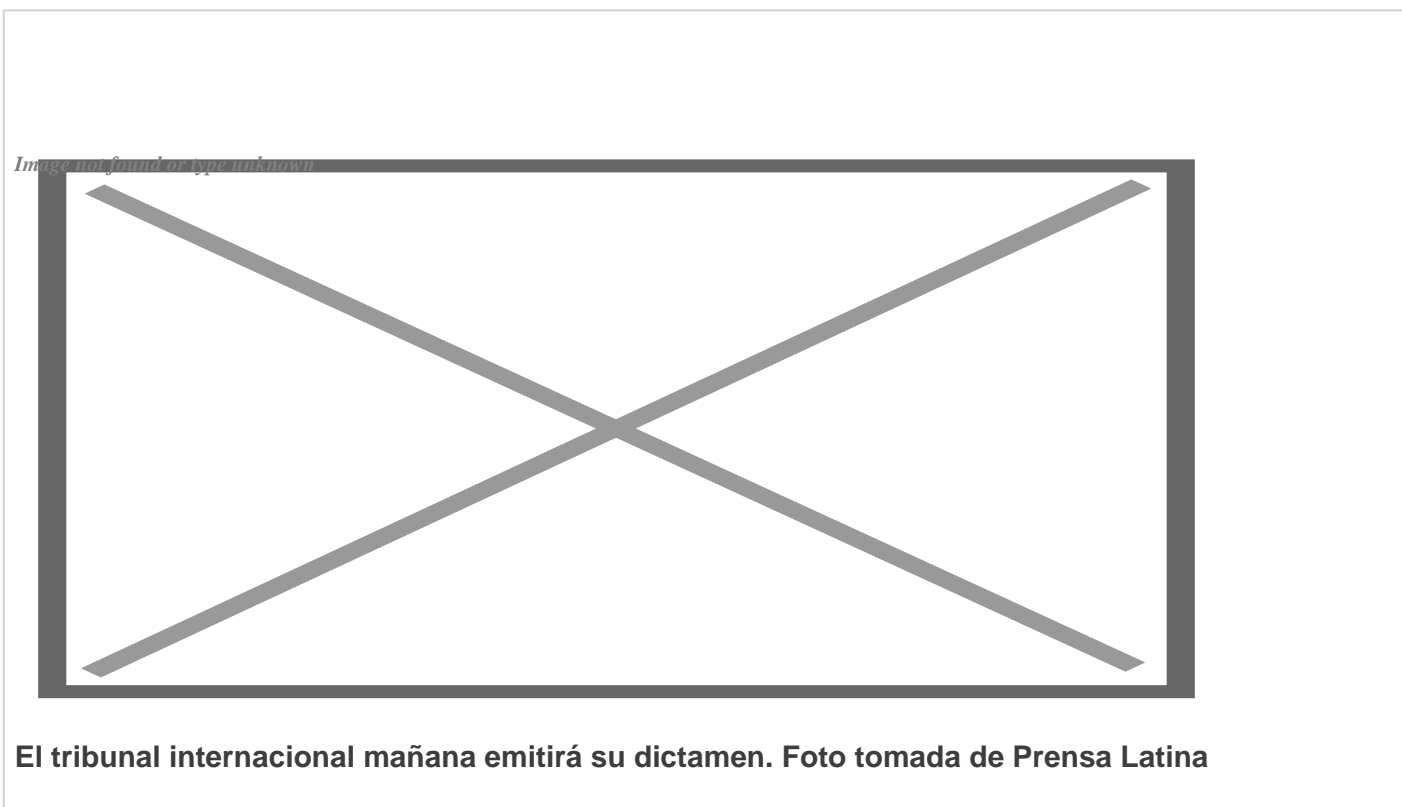 Image not found or type unknown
El tribunal internacional mañana emitirá su dictamen. Foto tomada de Prensa Latina